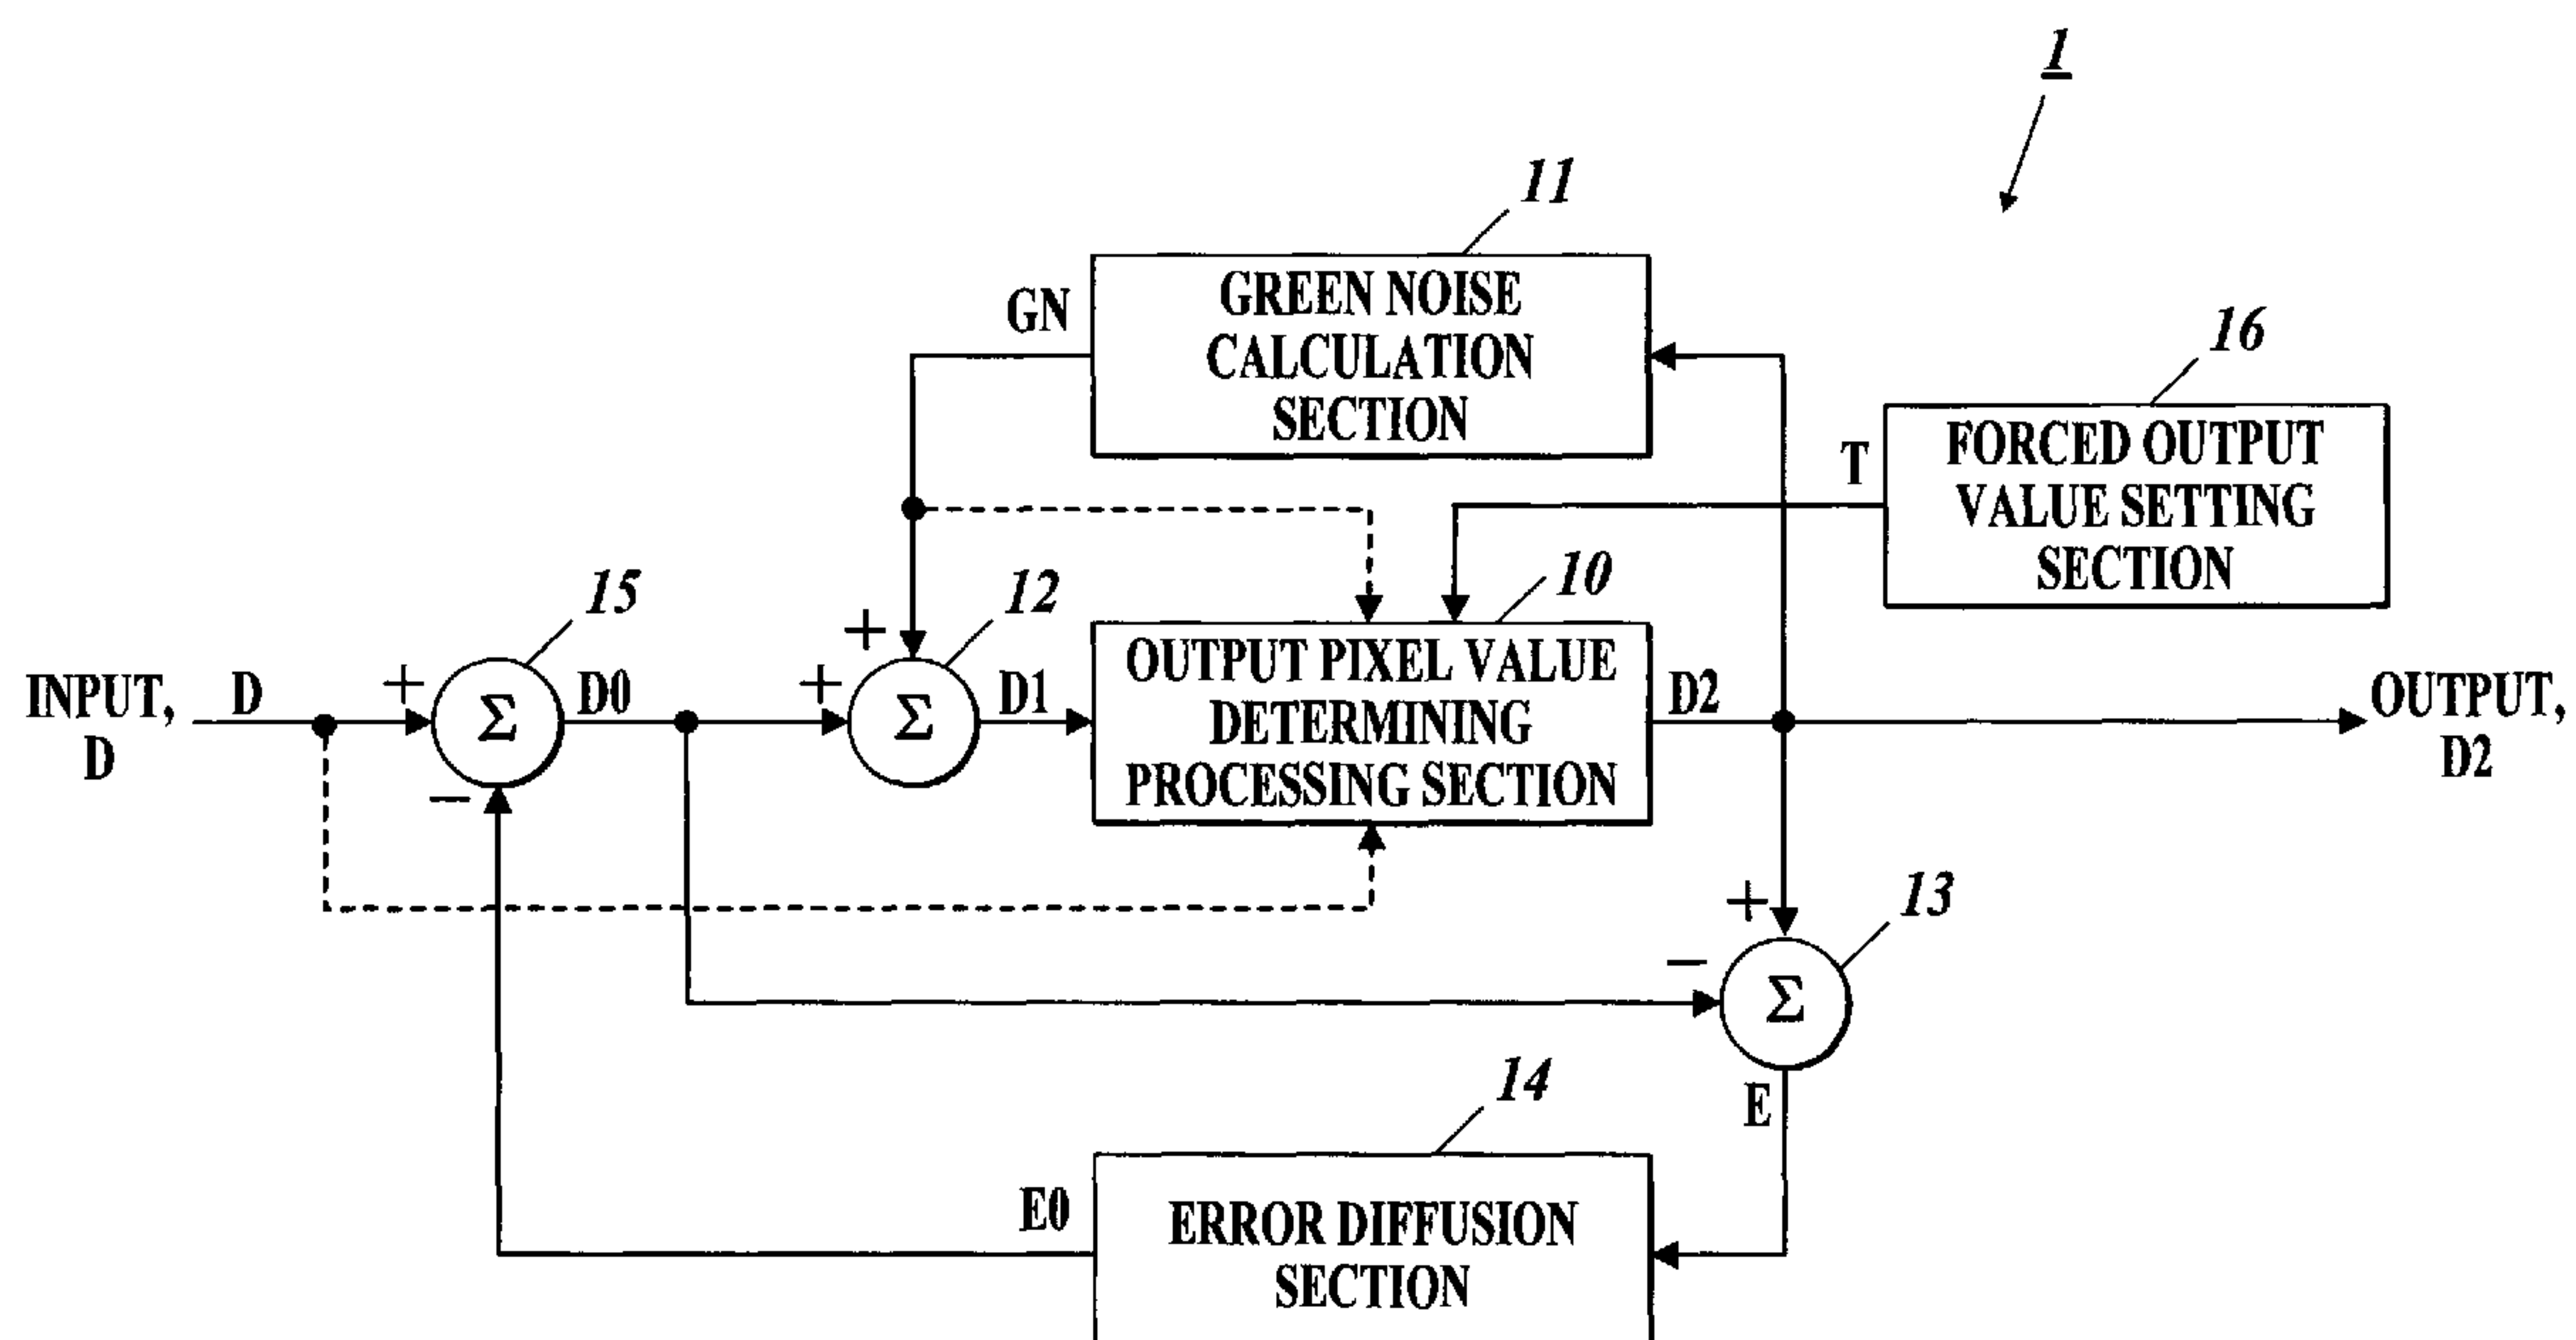 1
11
GREEN NOISE
CALCULATION
SECTION
GN
16
FORCED OUTPUT
VALUE SETTING
SECTION
T
15
12
10
INPUT,
D
D
+
−
Σ
D0
+
+
Σ
D1
OUTPUT PIXEL VALUE
DETERMINING
PROCESSING SECTION
D2
OUTPUT,
D2
+
−
13
Σ
E
14
E0
ERROR DIFFUSION
SECTION